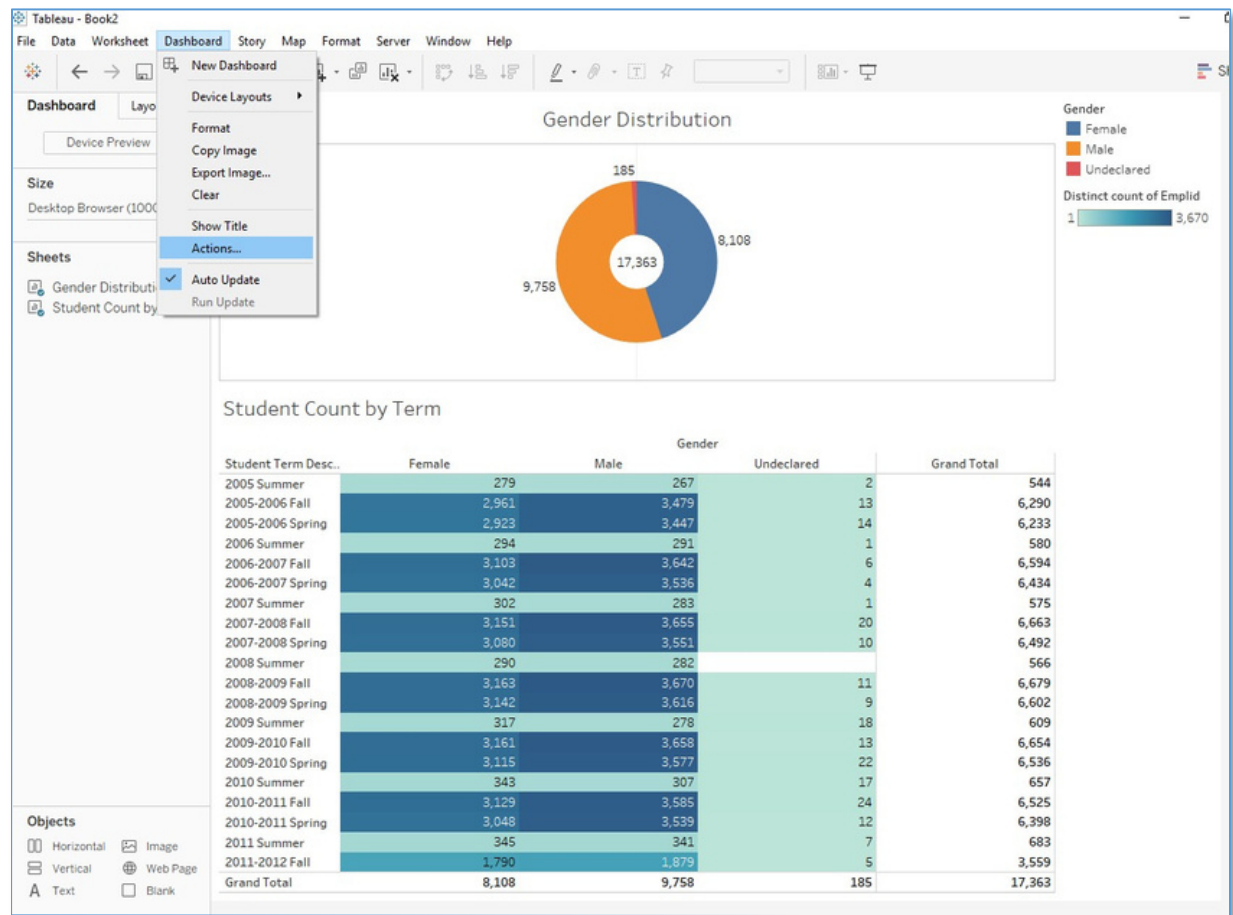 Tableau - Book2
File Data Worksheet Dashboard Story Map Format Server Window Help
New Dashboard
Device Layouts
Format
Copy Image
Export Image...
Clear
Show Title
Actions...
Auto Update
Run Update
Dashboard
Device Preview
Size
Desktop Browser
Sheets
Gender
Student Count by
Objects
Horizontal Image
Vertical Web Page
A Text Blank
Gender Distribution
185
8,108
17,363
9,758
Gender
Female
Male
Undeclared
Distinct count of Emplid
1 3,670
Student Count by Term
Gender
Student Term Desc.. Female Male Undeclared Grand Total
2005 Summer 279 267 2 544
2005-2006 Fall 2,961 3,479 13 6,290
2005-2006 Spring 2,923 3,447 14 6,233
2006 Summer 294 291 1 580
2006-2007 Fall 3,103 3,642 6 6,594
2006-2007 Spring 3,042 3,536 4 6,434
2007 Summer 302 283 1 575
2007-2008 Fall 3,151 3,655 20 6,663
2007-2008 Spring 3,080 3,551 10 6,492
2008 Summer 290 282 566
2008-2009 Fall 3,163 3,670 11 6,679
2008-2009 Spring 3,142 3,616 9 6,602
2009 Summer 317 278 18 609
2009-2010 Fall 3,161 3,658 13 6,654
2009-2010 Spring 3,115 3,577 22 6,536
2010 Summer 343 307 17 657
2010-2011 Fall 3,129 3,585 24 6,525
2010-2011 Spring 3,048 3,539 12 6,398
2011 Summer 345 341 7 683
2011-2012 Fall 1,790 1,879 5 3,559
Grand Total 8,108 9,758 185 17,363